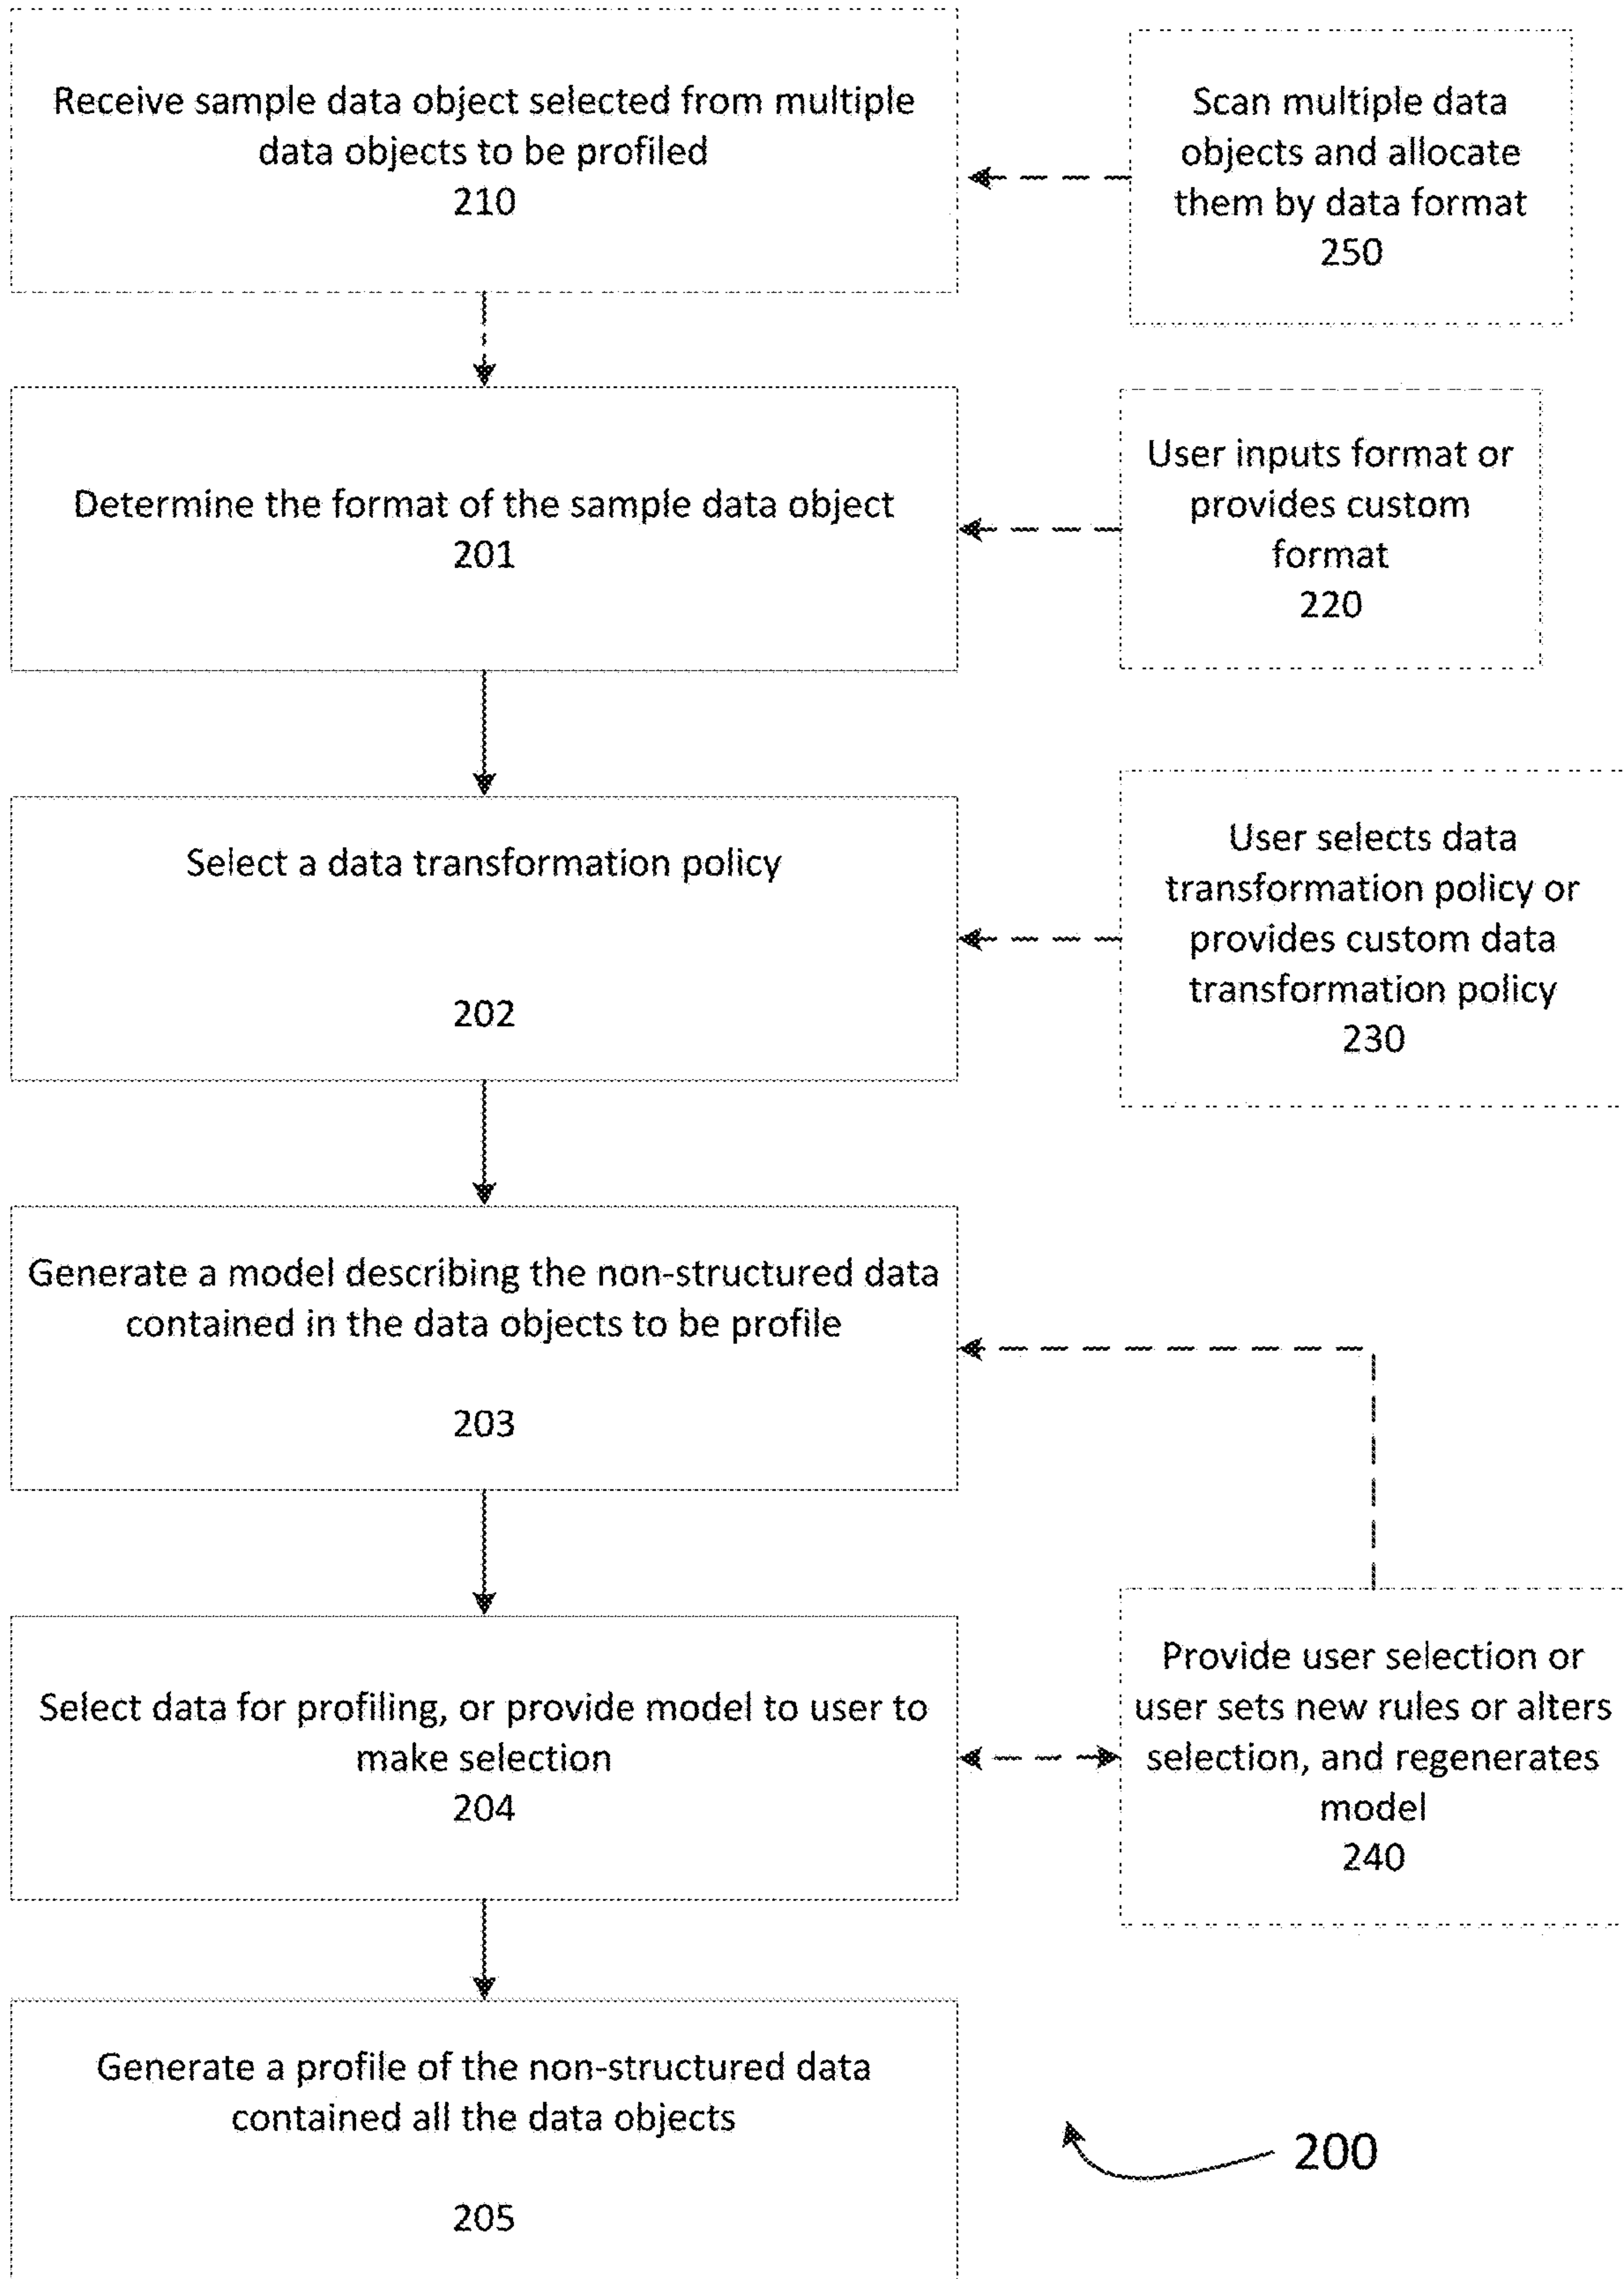 Receive sample data object selected from multiple
data objects to be profiled
210
Scan multiple data
objects and allocate
them by data format
250
Determine the format of the sample data object
201
User inputs format or
provides custom
format
220
Select a data transformation policy
202
User selects data
transformation policy or
provides custom data
transformation policy
230
Generate a model describing the non-structured data
contained in the data objects to be profile
203
Select data for profiling, or provide model to user to
make selection
204
Provide user selection or
user sets new rules or alters
selection, and regenerates
model
240
Generate a profile of the non-structured data
contained all the data objects
205
200